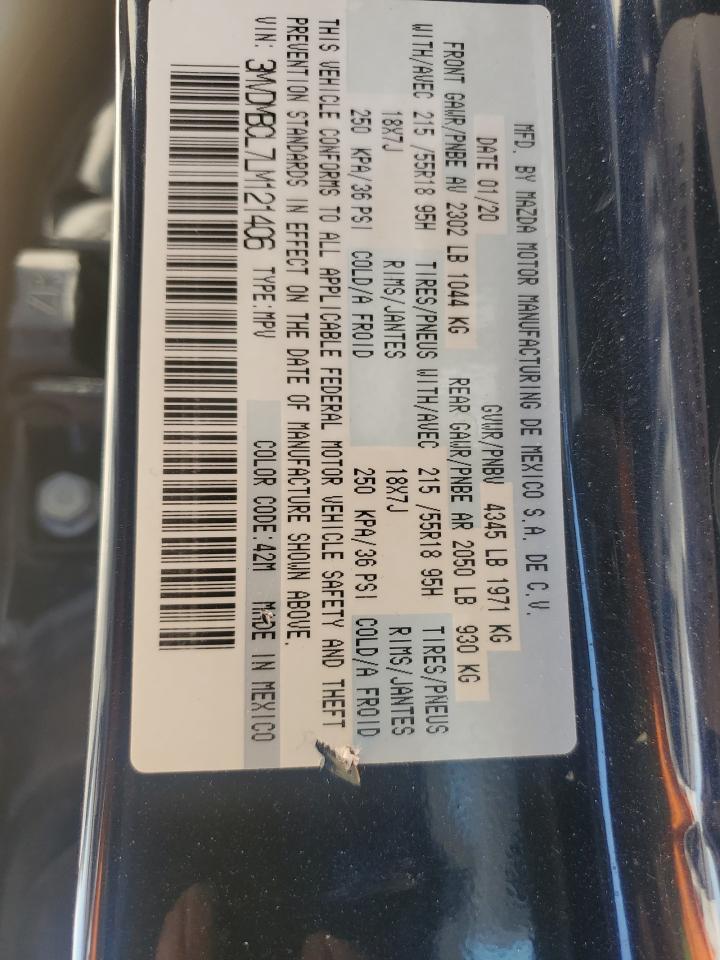 MFD. BY MAZDA MOTOR MANUFACTURING DE MEXICO S.A. DE C.V.
DATE 01/20 GVWR/PNBV 4345 LB 1971 KG
FRONT GAWR/PNBE AV 2302 LB 1044 KG REAR GAWR/PNBE AR 2050 LB 930 KG
WITH/AVEC 215 /55R18 95H TIRES/PNEUS WITH/AVEC 215 /55R18 95H TIRES/PNEUS
18X7J RIMS/JANTES 18X7J RIMS/JANTES
250 KPA/36 PSI COLD/A FROID 250 KPA/36 PSI COLD/A FROID
THIS VEHICLE CONFORMS TO ALL APPLICABLE FEDERAL MOTOR VEHICLE SAFETY AND THEFT
PREVENTION STANDARDS IN EFFECT ON THE DATE OF MANUFACTURE SHOWN ABOVE.
VIN: 3MVDMBCL7LM121406 TYPE:MPV COLOR CODE:42M MADE IN MEXICO